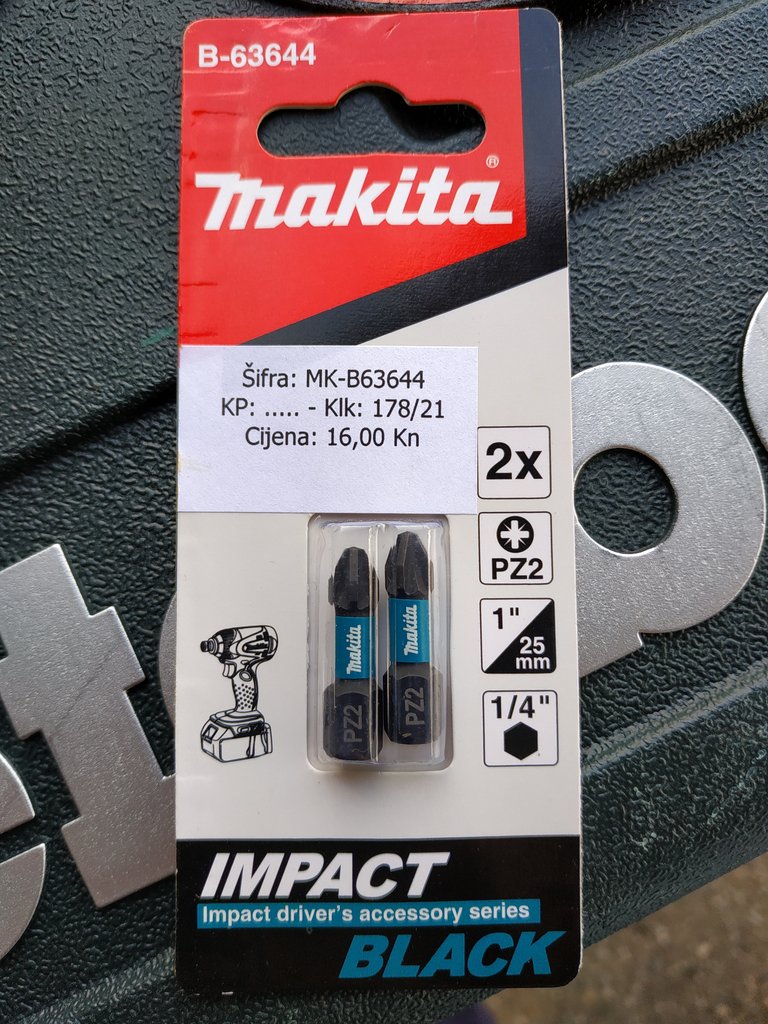 B-63644
makita®
Šifra: MK-B63644
KP: ..... - Klk: 178/21
Cijena: 16,00 Kn
2x
PZ2
1"
25
mm
1/4"
makita
PZ2
makita
PZ2
IMPACT
Impact driver's accessory series
BLACK